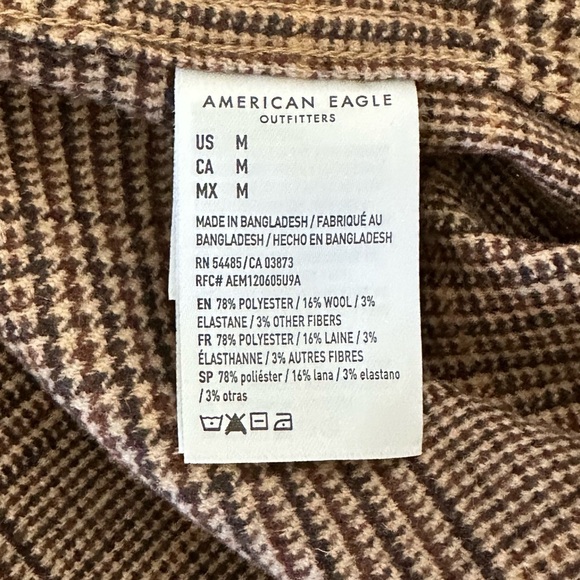 AMERICAN EAGLE
OUTFITTERS
US M
CA M
MX M
MADE IN BANGLADESH / FABRIQUÉ AU
BANGLADESH / HECHO EN BANGLADESH
RN 54485/CA 03873
RFC# AEM120605U9A
EN 78% POLYESTER / 16% WOOL / 3%
ELASTANE / 3% OTHER FIBERS
FR 78% POLYESTER / 16% LAINE / 3%
ÉLASTHANNE / 3% AUTRES FIBRES
SP 78% poliéster / 16% lana / 3% elastano
/ 3% otras